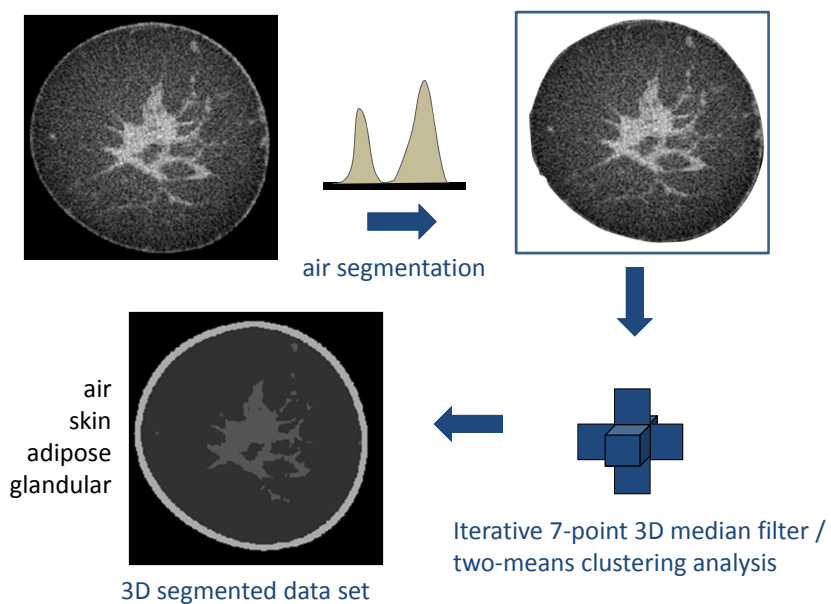 air segmentation
air
skin
adipose
glandular
Iterative 7-point 3D median filter /
two-means clustering analysis
3D segmented data set